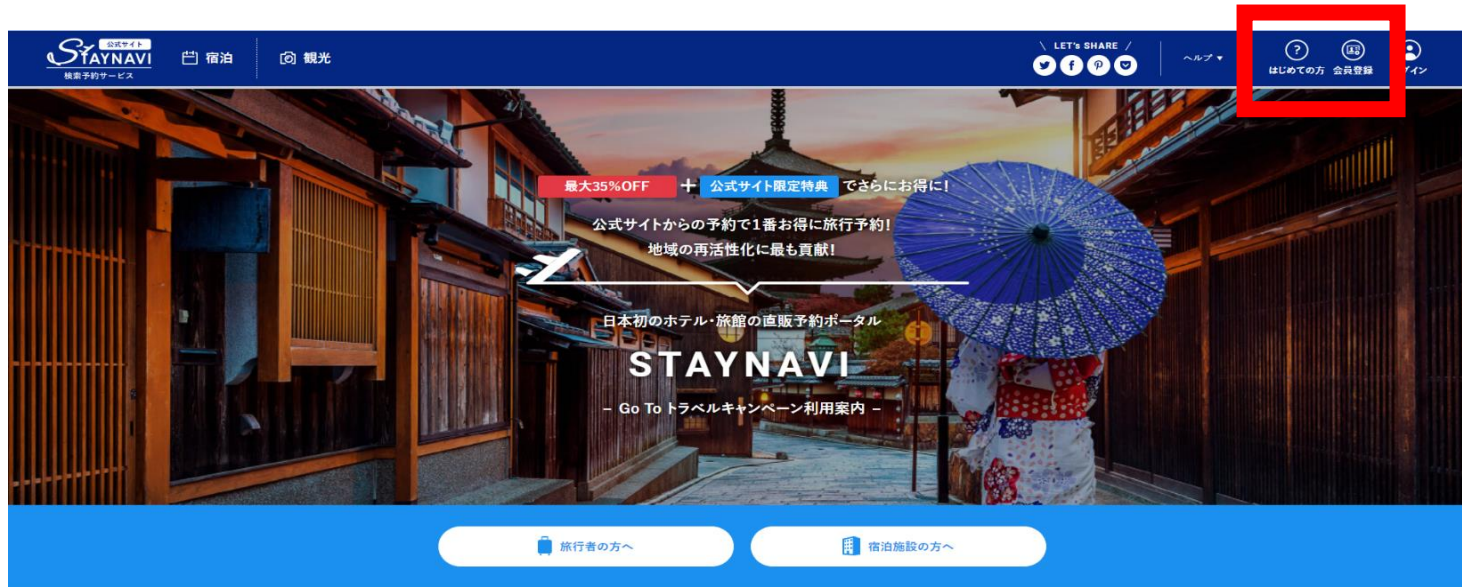 公式サイト
STAYNAVI
検索予約サービス
宿泊
観光
\ LET's SHARE /
ヘルプ ▼
はじめての方
会員登録
グイン
最大35%OFF + 公式サイト限定特典 でさらにお得に!
公式サイトからの予約で1番お得に旅行予約!
地域の再活性化に最も貢献!
日本初のホテル・旅館の直販予約ポータル
STAYNAVI
– Go To トラベルキャンペーン利用案内 –
旅行者の方へ
宿泊施設の方へ